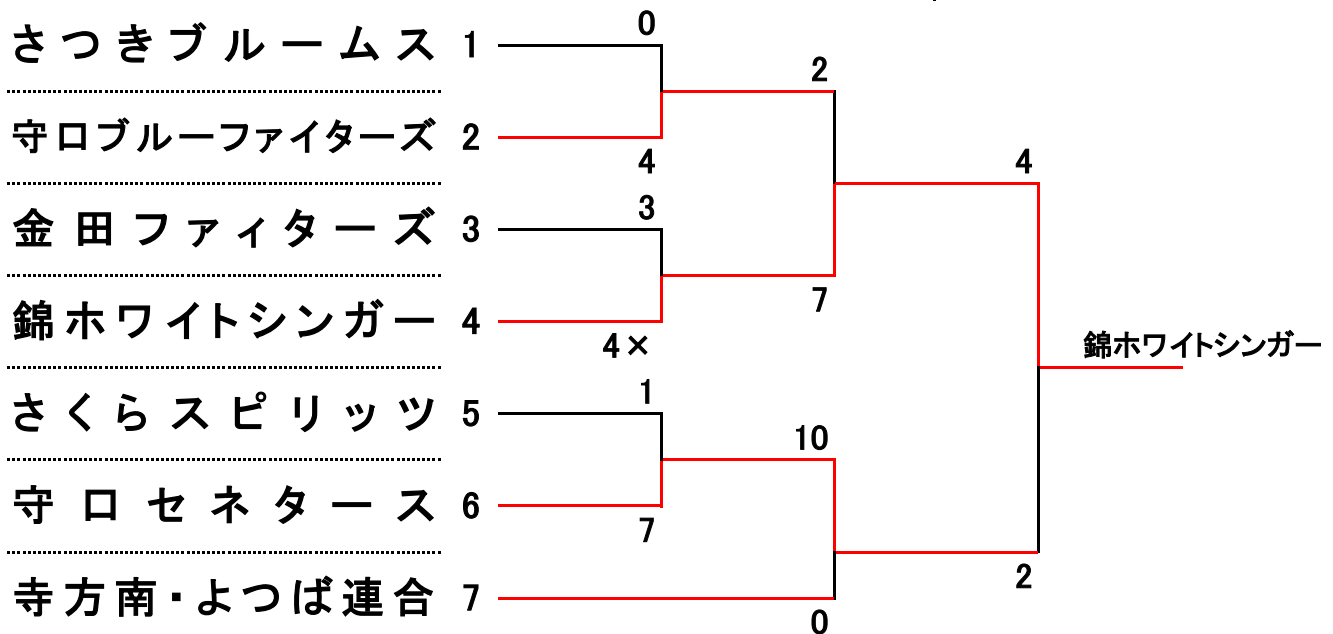 さつきブルームス 1
0
2
守口ブルーファイターズ 2
4
4
金田ファィターズ 3
3
7
錦ホワイトシンガー 4
4×
錦ホワイトシンガー
さくらスピリッツ 5
1
10
守口セネタース 6
7
2
寺方南・よつば連合 7
0